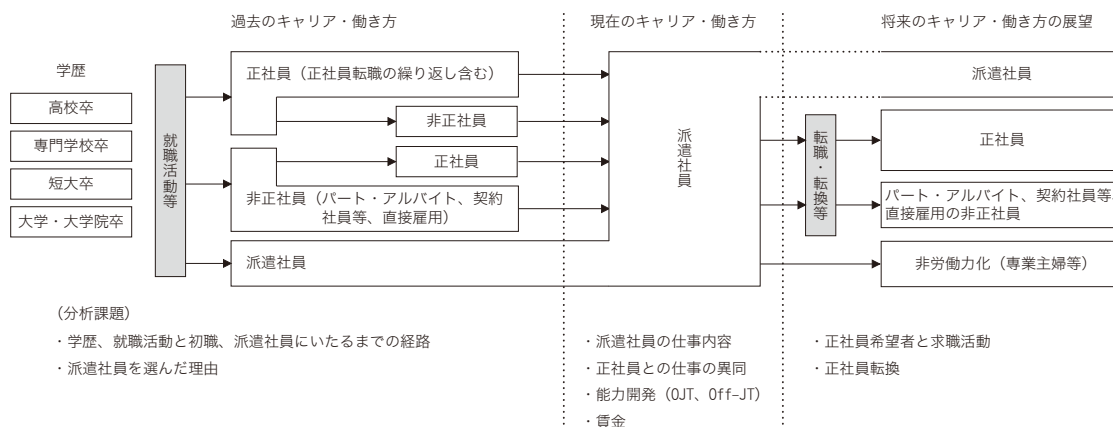 過去のキャリア・働き方
現在のキャリア・働き方
将来のキャリア・働き方の展望
学歴
高校卒
専門学校卒
短大卒
大学・大学院卒
就職活動等
正社員（正社員転職の繰り返し含む）
非正社員
正社員
非正社員（パート・アルバイト、契約
社員等、直接雇用）
派遣社員
派遣社員
派遣社員
転職・転換等
正社員
パート・アルバイト、契約社員等、
直接雇用の非正社員
非労働力化（専業主婦等）
（分析課題）
・学歴、就職活動と初職、派遣社員にいたるまでの経路
・派遣社員を選んだ理由
・派遣社員の仕事内容
・正社員との仕事の異同
・能力開発（OJT、Off-JT）
・賃金
・正社員希望者と求職活動
・正社員転換